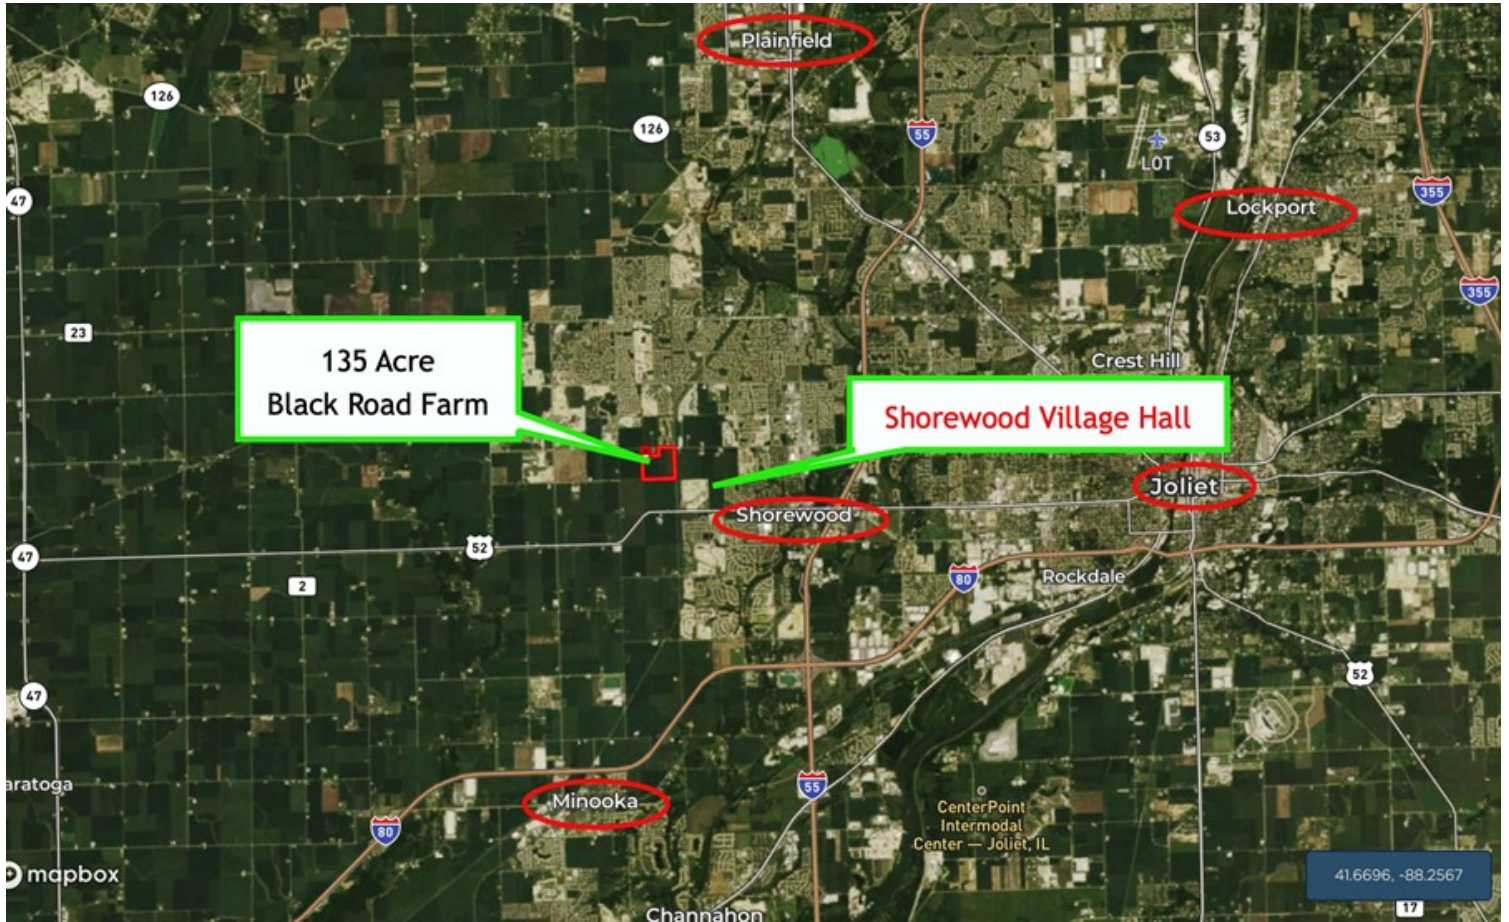 Plainfield
126
126
55
53
LOT
47
355
Lockport
355
23
135 Acre
Black Road Farm
Crest Hill
Shorewood Village Hall
Joliet
Shorewood
52
47
2
80
Rockdale
52
47
aratoga
55
Minooka
CenterPoint
Intermodal
Center — Joliet, IL
80
mapbox
41.6696, -88.2567
17
Channahon